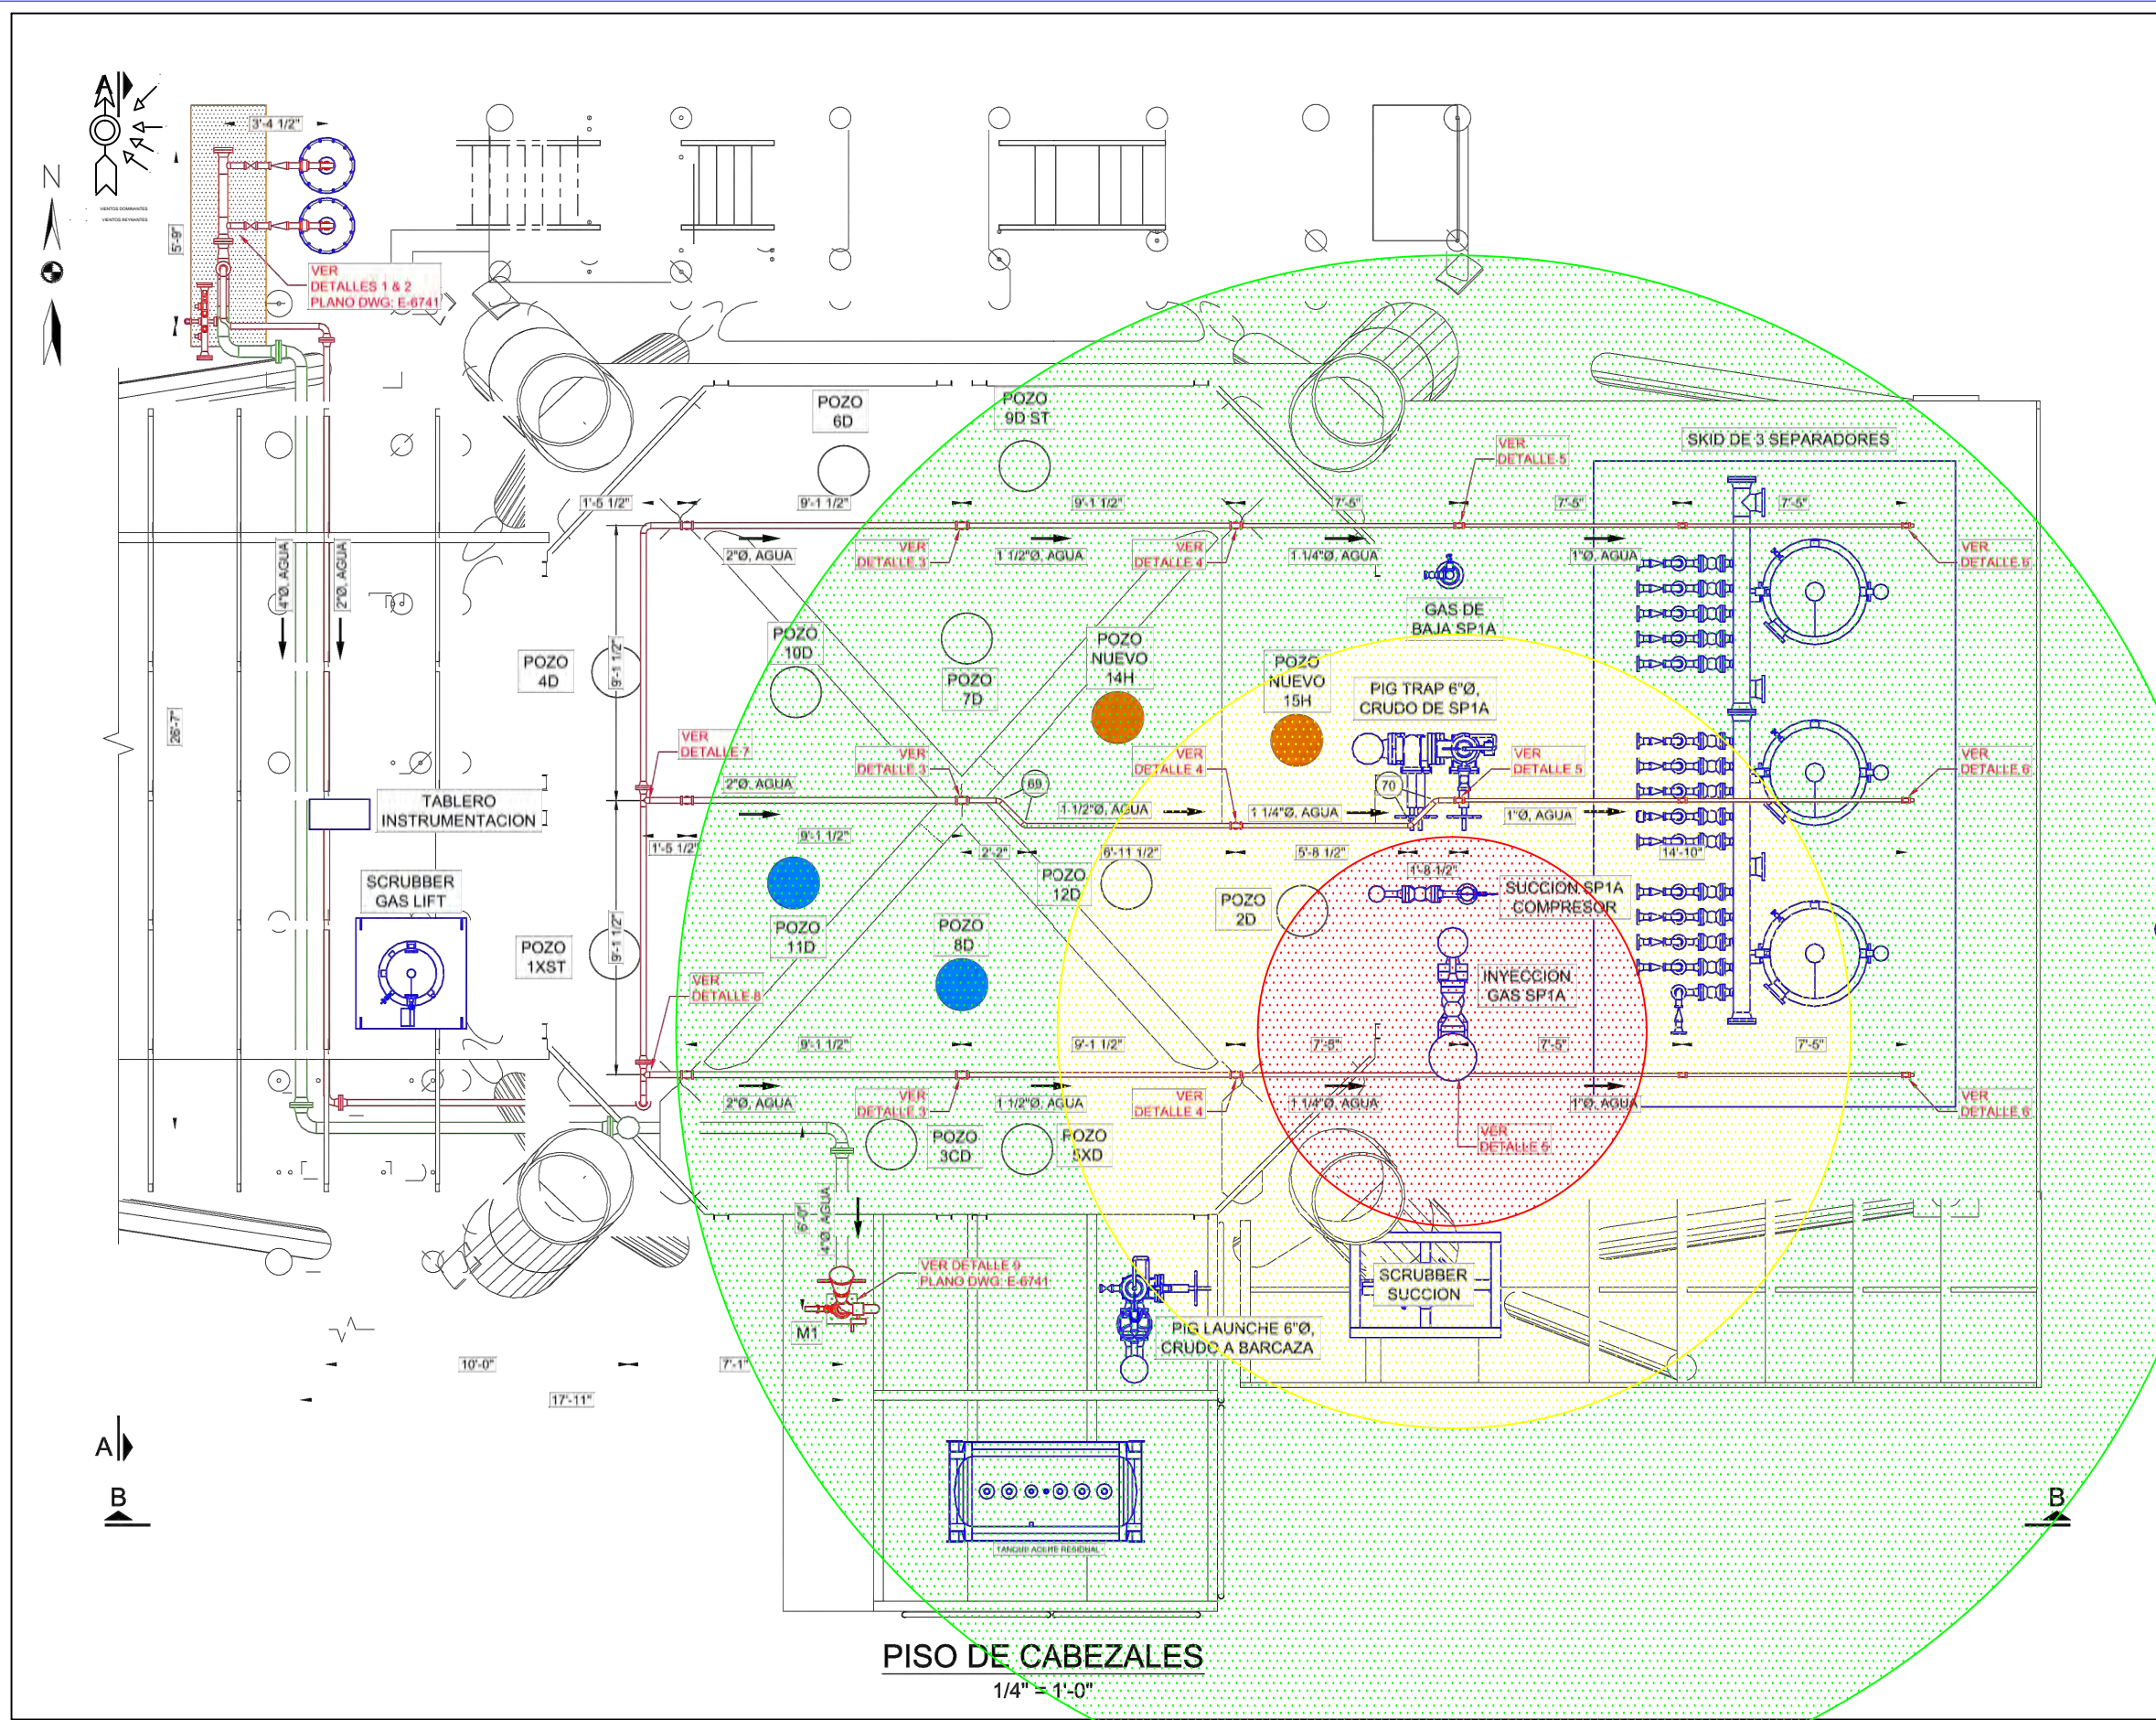 A
N
VIENTOS DOMINANTES
VIENTOS REYNANTES
3'-4 1/2"
5'-9"
VER
DETALLES 1 & 2
PLANO DWG: E-6741
POZO
6D
POZO
9D ST
VER
DETALLE 5
SKID DE 3 SEPARADORES
1'-5 1/2"
9'-1 1/2"
9'-1 1/2"
7'-5"
7'-5"
7'-5"
4"Ø, AGUA
2"Ø, AGUA
2"Ø, AGUA
VER
DETALLE 3
1 1/2"Ø, AGUA
VER
DETALLE 4
1 1/4"Ø, AGUA
1"Ø, AGUA
VER
DETALLE 6
GAS DE
BAJA SP1A
POZO
4D
9'-1 1/2"
POZO
10D
POZO
7D
POZO
NUEVO
14H
POZO
NUEVO
15H
PIG TRAP 6"Ø,
CRUDO DE SP1A
26'-7"
VER
DETALLE 7
VER
DETALLE 3
VER
DETALLE 4
VER
DETALLE 5
VER
DETALLE 6
2"Ø, AGUA
69
70
TABLERO
INSTRUMENTACION
1 1/2"Ø, AGUA
1 1/4"Ø, AGUA
1"Ø, AGUA
9'-1 1/2"
1'-5 1/2"
2'-2"
6'-11 1/2"
5'-8 1/2"
1'-8 1/2"
14'-10"
SCRUBBER
GAS LIFT
POZO
12D
POZO
2D
SUCCION SP1A
COMPRESOR
POZO
11D
POZO
8D
POZO
1XST
9'-1 1/2"
INYECCION
GAS SP1A
VER
DETALLE 8
9'-1 1/2"
9'-1 1/2"
7'-5"
7'-5"
7'-5"
2"Ø, AGUA
VER
DETALLE 3
1 1/2"Ø, AGUA
VER
DETALLE 4
1 1/4"Ø, AGUA
1"Ø, AGUA
VER
DETALLE 6
POZO
3CD
POZO
5XD
VER
DETALLE 5
6'-0"
4"Ø, AGUA
VER DETALLE 9
PLANO DWG: E-6741
SCRUBBER
SUCCION
M1
PIG LAUNCHE 6"Ø,
CRUDO A BARCAZA
10'-0"
7'-1"
17'-11"
A
B
B
TANQUE ACEITE RESIDUAL
PISO DE CABEZALES
1/4" = 1'-0"